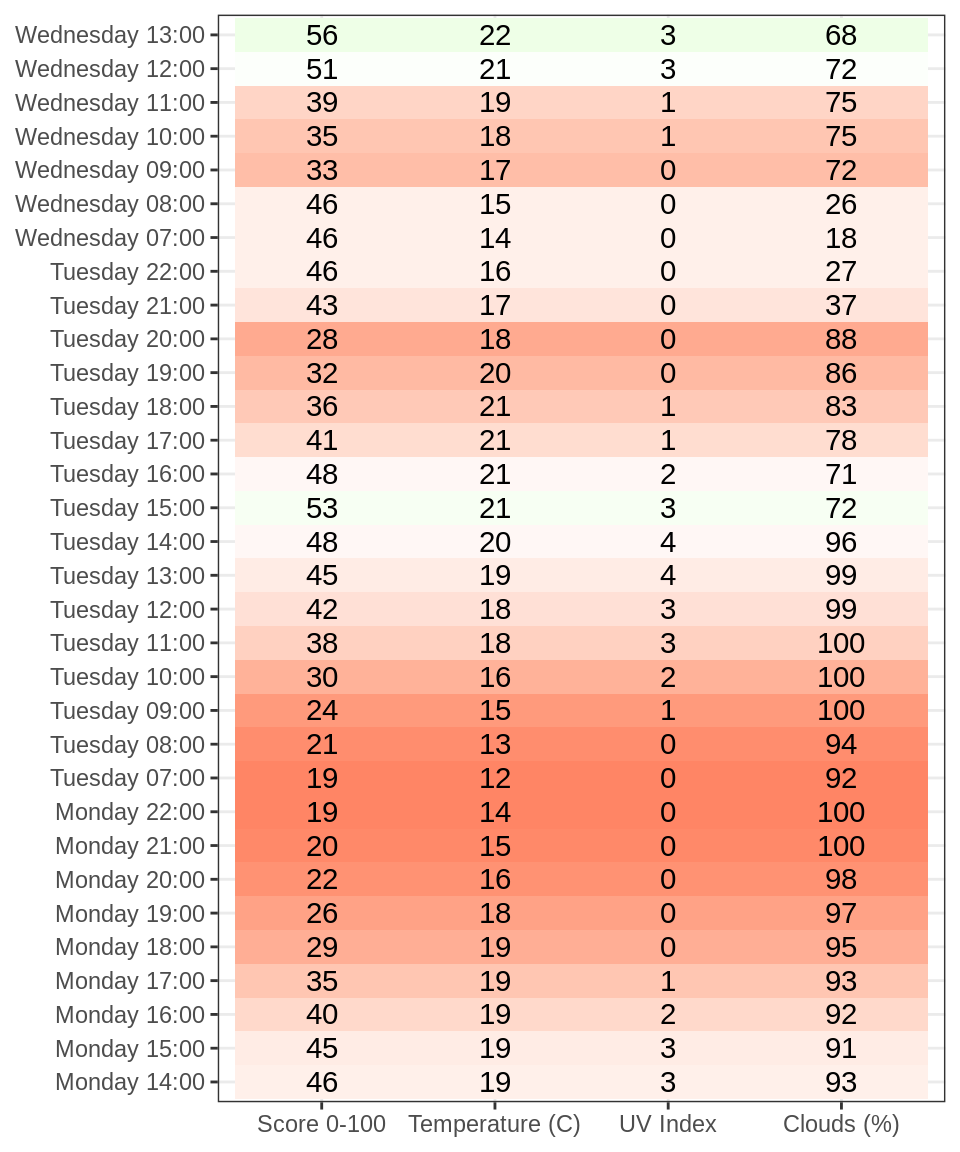 Wednesday 13:00 56 22 3 68
Wednesday 12:00 51 21 3 72
Wednesday 11:00 39 19 1 75
Wednesday 10:00 35 18 1 75
Wednesday 09:00 33 17 0 72
Wednesday 08:00 46 15 0 26
Wednesday 07:00 46 14 0 18
Tuesday 22:00 46 16 0 27
Tuesday 21:00 43 17 0 37
Tuesday 20:00 28 18 0 88
Tuesday 19:00 32 20 0 86
Tuesday 18:00 36 21 1 83
Tuesday 17:00 41 21 1 78
Tuesday 16:00 48 21 2 71
Tuesday 15:00 53 21 3 72
Tuesday 14:00 48 20 4 96
Tuesday 13:00 45 19 4 99
Tuesday 12:00 42 18 3 99
Tuesday 11:00 38 18 3 100
Tuesday 10:00 30 16 2 100
Tuesday 09:00 24 15 1 100
Tuesday 08:00 21 13 0 94
Tuesday 07:00 19 12 0 92
Monday 22:00 19 14 0 100
Monday 21:00 20 15 0 100
Monday 20:00 22 16 0 98
Monday 19:00 26 18 0 97
Monday 18:00 29 19 0 95
Monday 17:00 35 19 1 93
Monday 16:00 40 19 2 92
Monday 15:00 45 19 3 91
Monday 14:00 46 19 3 93
Score 0-100 Temperature (C) UV Index Clouds (%)